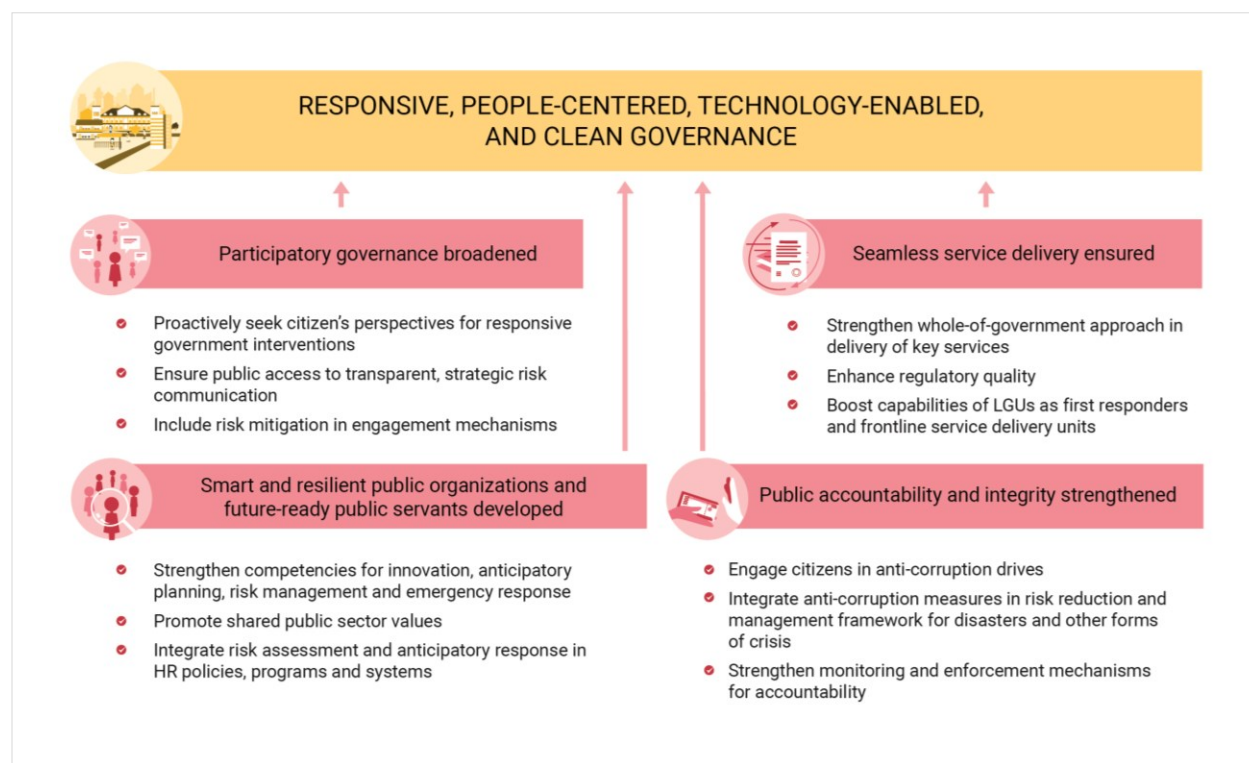 RESPONSIVE, PEOPLE-CENTERED, TECHNOLOGY-ENABLED,
AND CLEAN GOVERNANCE
Participatory governance broadened
Proactively seek citizen's perspectives for responsive
government interventions
Ensure public access to transparent, strategic risk
communication
Include risk mitigation in engagement mechanisms
Seamless service delivery ensured
Strengthen whole-of-government approach in
delivery of key services
Enhance regulatory quality
Boost capabilities of LGUs as first responders
and frontline service delivery units
Smart and resilient public organizations and
future-ready public servants developed
Strengthen competencies for innovation, anticipatory
planning, risk management and emergency response
Promote shared public sector values
Integrate risk assessment and anticipatory response in
HR policies, programs and systems
Public accountability and integrity strengthened
Engage citizens in anti-corruption drives
Integrate anti-corruption measures in risk reduction and
management framework for disasters and other forms
of crisis
Strengthen monitoring and enforcement mechanisms
for accountability